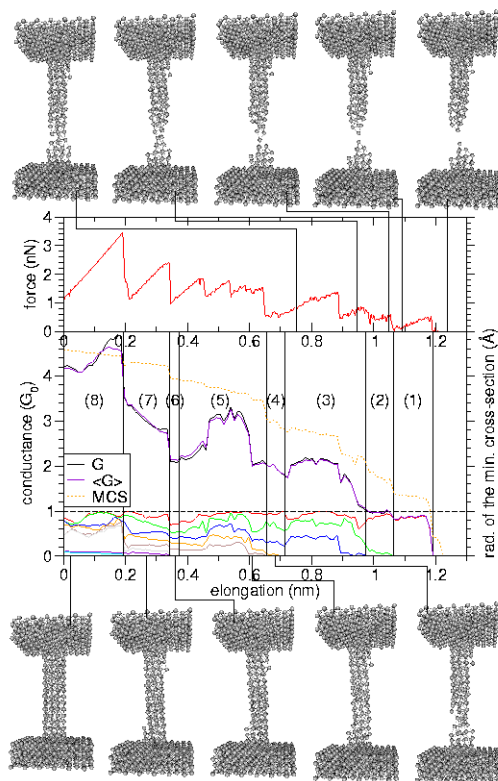 4
3
2
1
0
force (nN)
0 0.2 0.4 0.6 0.8 1 1.2
conductance (G0)
4
3
2
1
0
(8) (7) (6) (5) (4) (3) (2) (1)
G
<G>
MCS
rad. of the min. cross-section (Å)
0 0.2 0.4 0.6 0.8 1 1.2
elongation (nm)